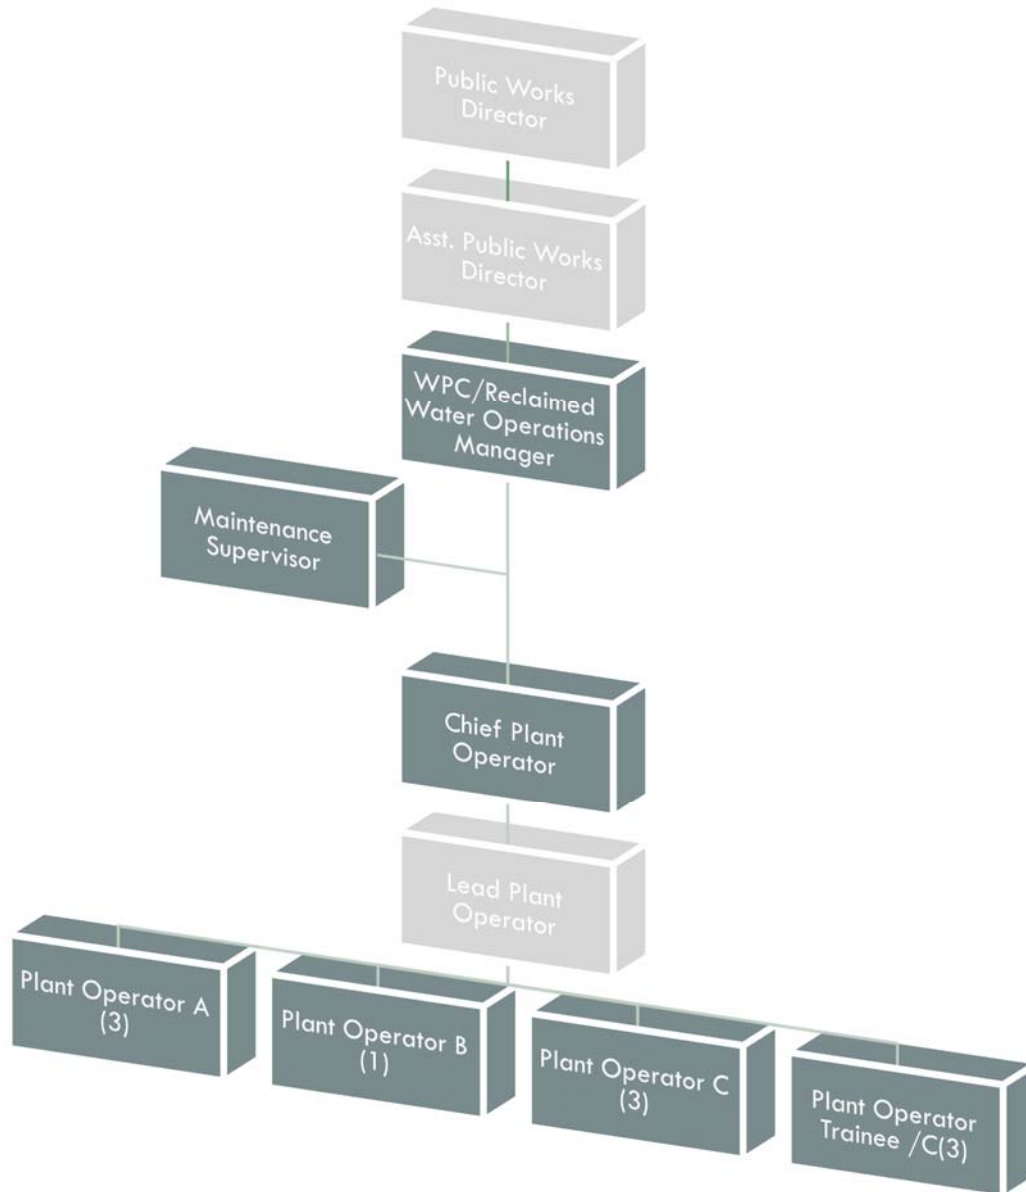 Public Works
Director
Asst. Public Works
Director
WPC/Reclaimed
Water Operations
Manager
Maintenance
Supervisor
Chief Plant
Operator
Lead Plant
Operator
Plant Operator A
(3)
Plant Operator B
(1)
Plant Operator C
(3)
Plant Operator
Trainee /C(3)